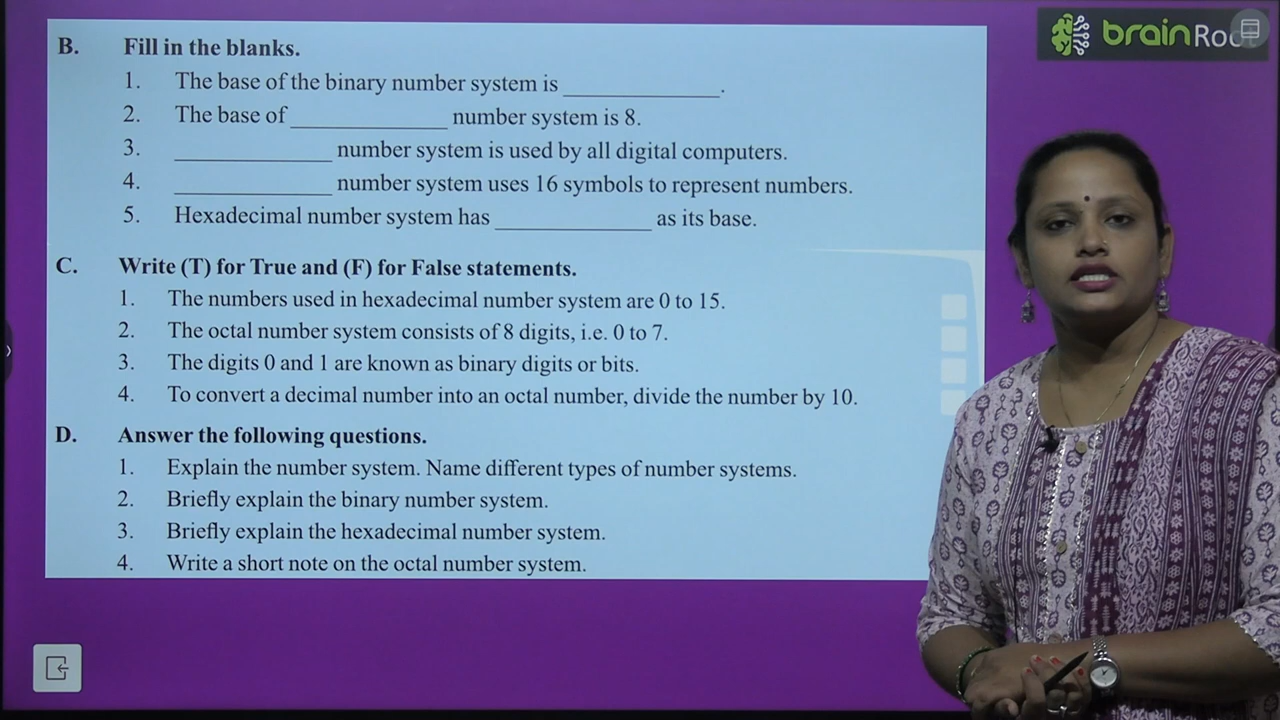 brainRoot
B. Fill in the blanks.
1. The base of the binary number system is ______________.
2. The base of ______________ number system is 8.
3. ______________ number system is used by all digital computers.
4. ______________ number system uses 16 symbols to represent numbers.
5. Hexadecimal number system has ______________ as its base.
C. Write (T) for True and (F) for False statements.
1. The numbers used in hexadecimal number system are 0 to 15.
2. The octal number system consists of 8 digits, i.e. 0 to 7.
3. The digits 0 and 1 are known as binary digits or bits.
4. To convert a decimal number into an octal number, divide the number by 10.
D. Answer the following questions.
1. Explain the number system. Name different types of number systems.
2. Briefly explain the binary number system.
3. Briefly explain the hexadecimal number system.
4. Write a short note on the octal number system.